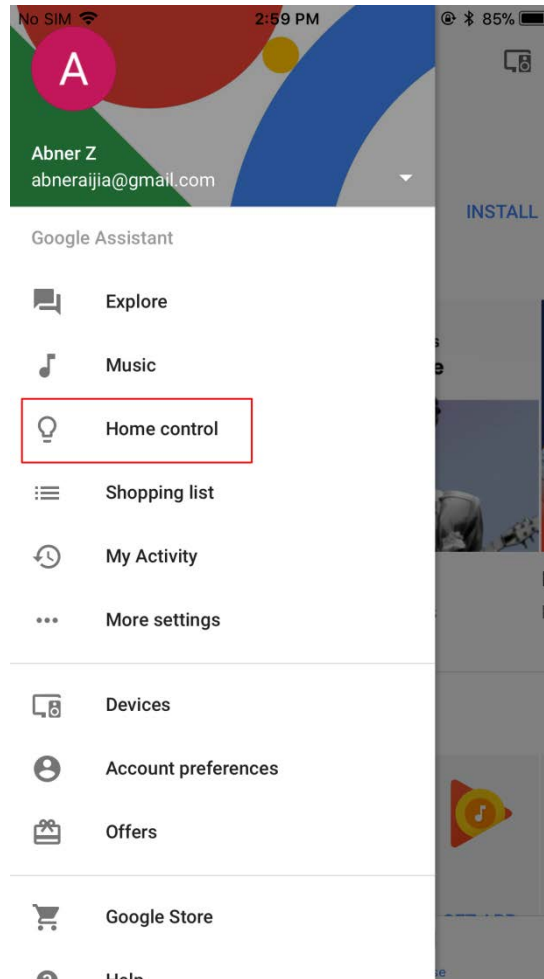 No SIM 2:59 PM 85%
A
Abner Z
abneraijia@gmail.com
INSTALL
Google Assistant
Explore
Music
Home control
Shopping list
My Activity
More settings
Devices
Account preferences
Offers
Google Store
Help